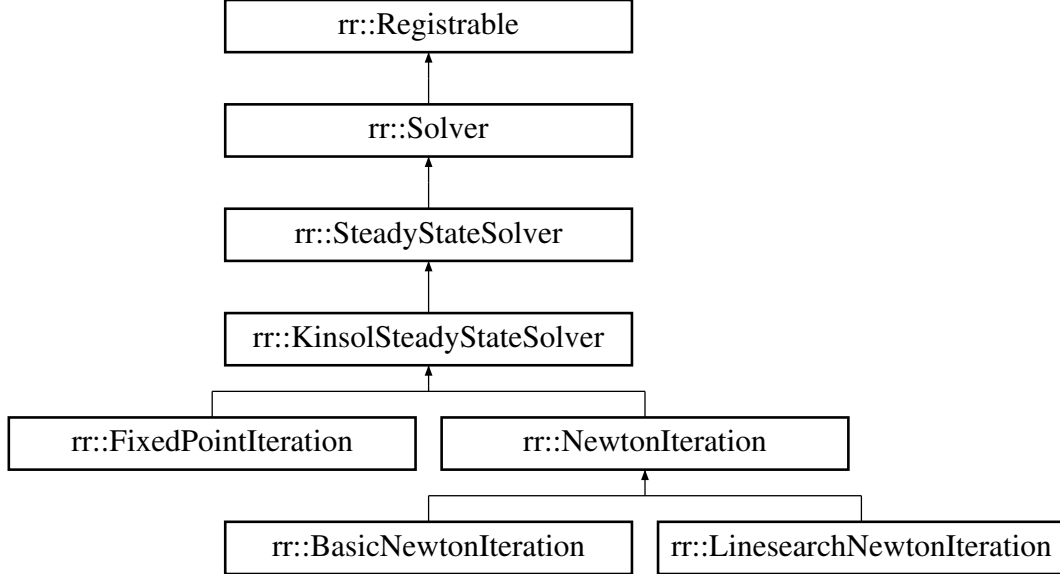 rr::Registrable
rr::Solver
rr::SteadyStateSolver
rr::KinsolSteadyStateSolver
rr::FixedPointIteration
rr::NewtonIteration
rr::BasicNewtonIteration
rr::LinesearchNewtonIteration